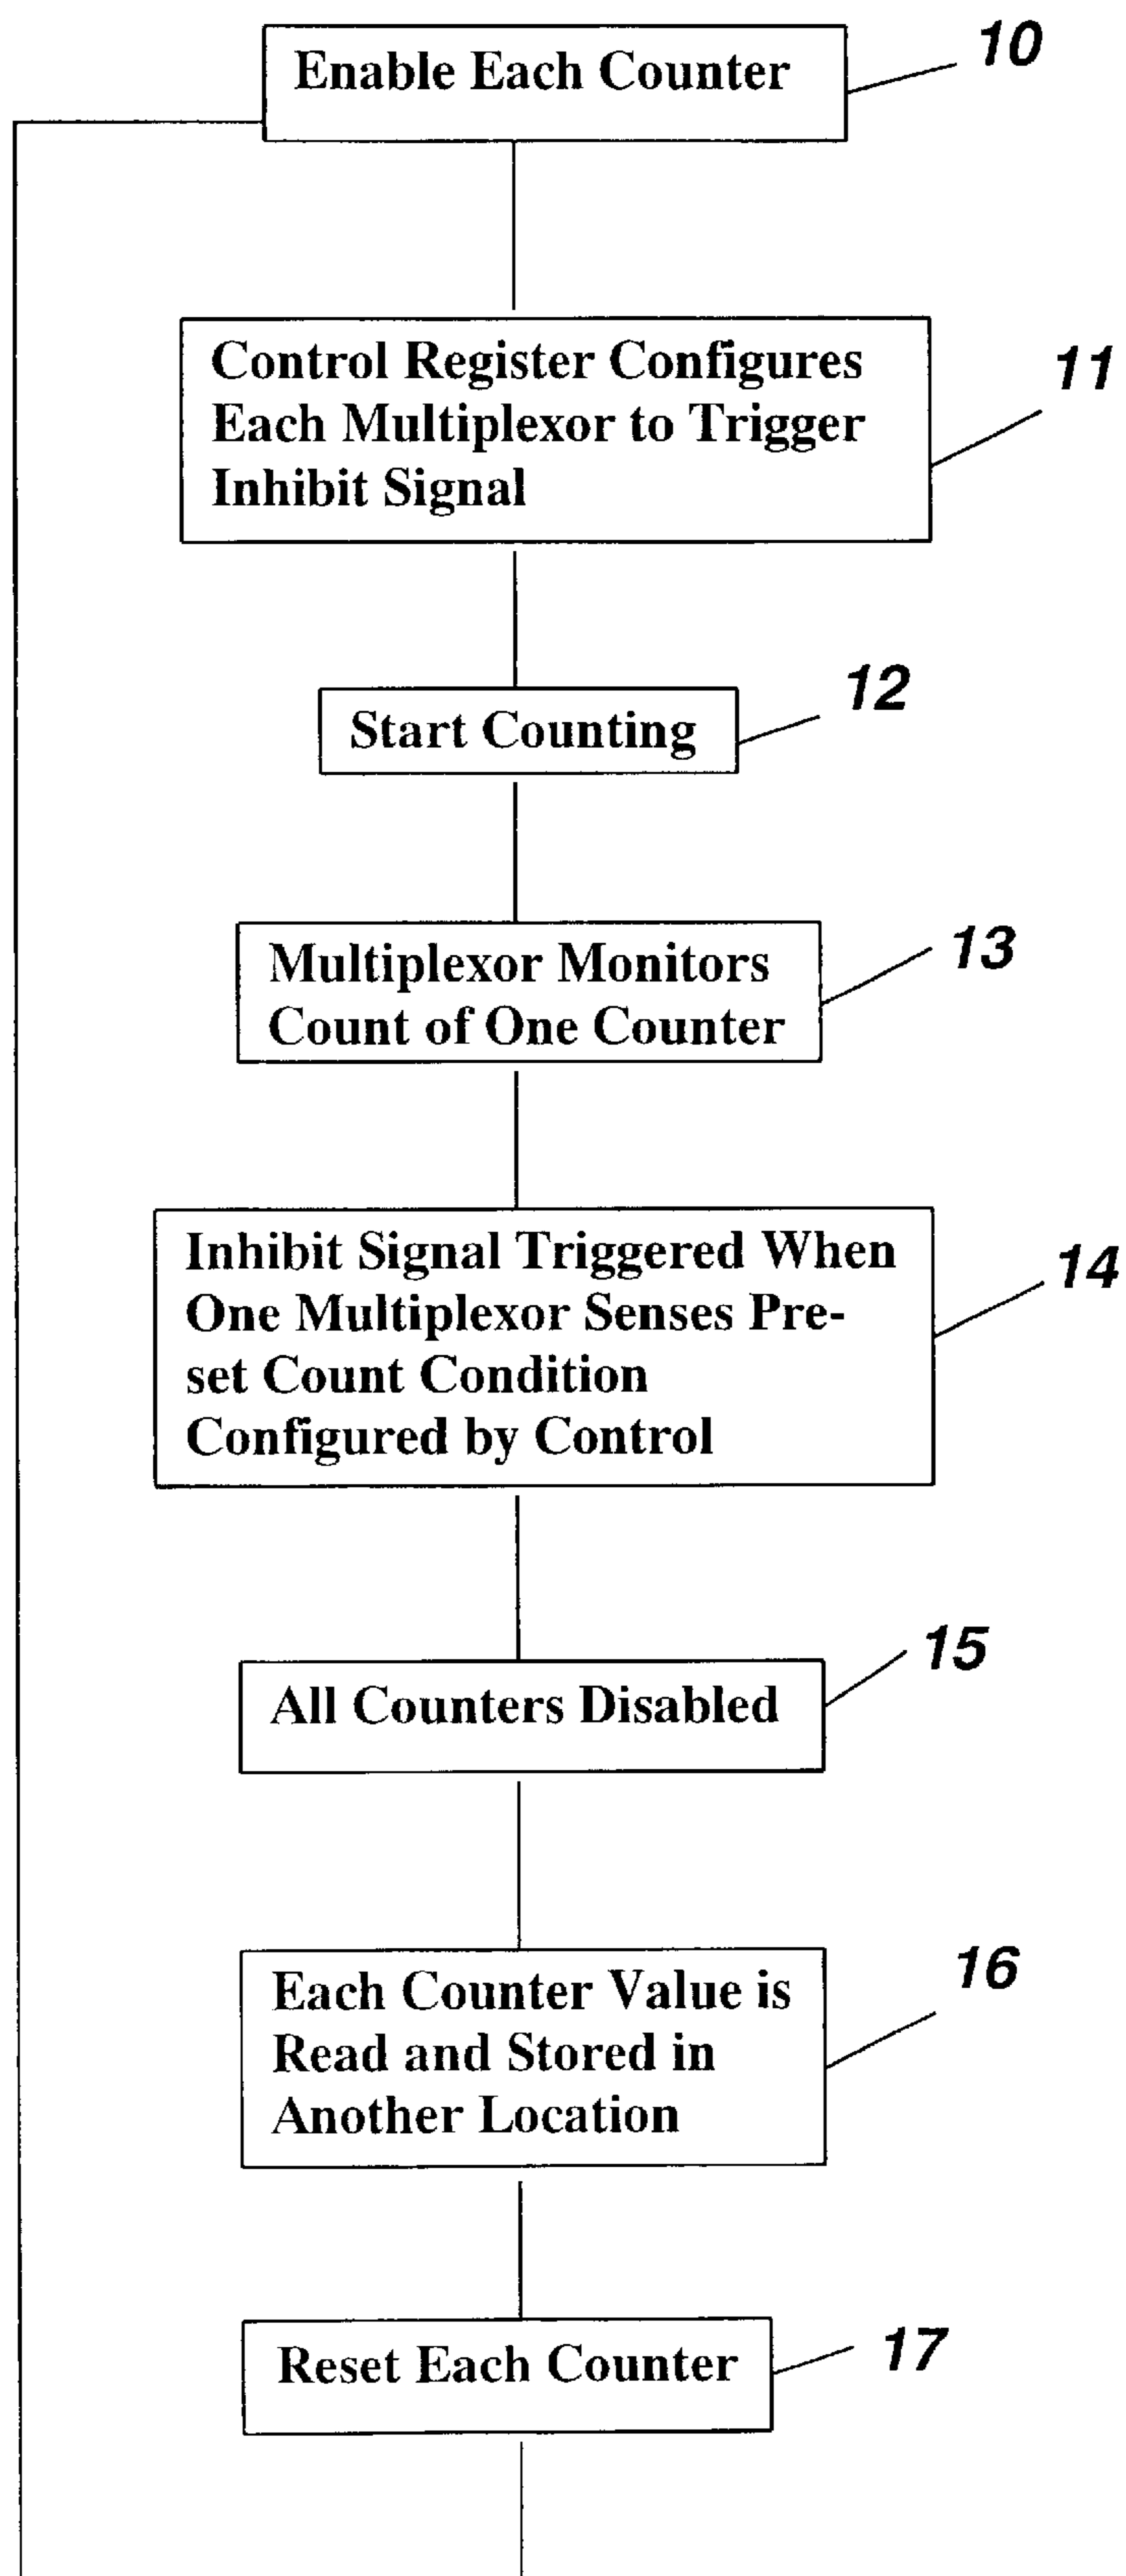 Enable Each Counter
10
Control Register Configures
Each Multiplexor to Trigger
Inhibit Signal
11
Start Counting
12
Multiplexor Monitors
Count of One Counter
13
Inhibit Signal Triggered When
One Multiplexor Senses Pre-
set Count Condition
Configured by Control
14
All Counters Disabled
15
Each Counter Value is
Read and Stored in
Another Location
16
Reset Each Counter
17